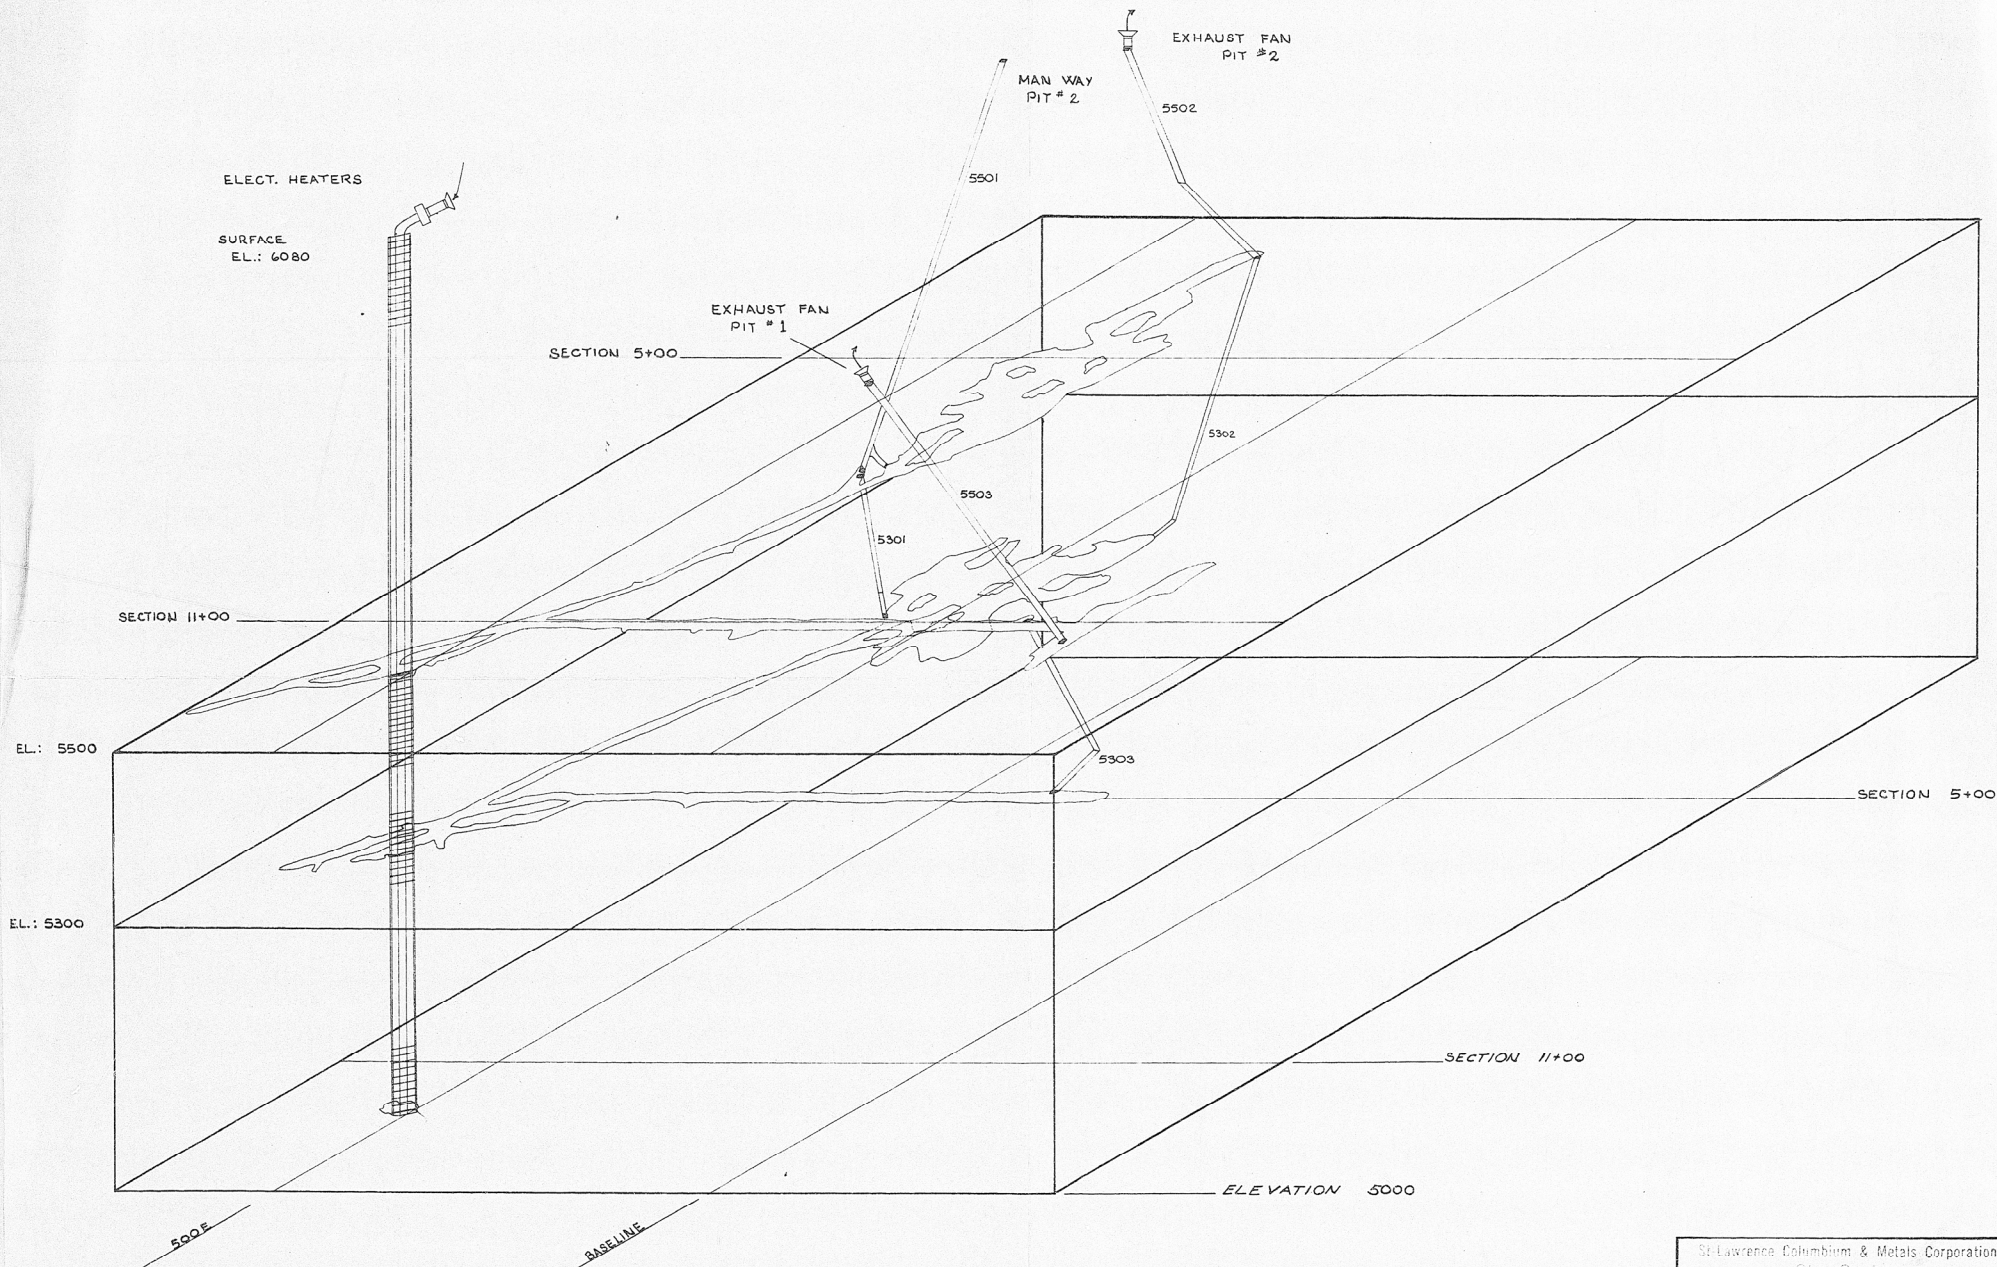 EXHAUST FAN
PIT #2
MAN WAY
PIT # 2
5502
ELECT. HEATERS
5501
SURFACE
EL.: 6080
EXHAUST FAN
PIT #1
SECTION 5+00
5302
5503
5301
SECTION 11+00
EL.: 5500
5303
SECTION 5+00
EL.: 5300
SECTION 11+00
ELEVATION 5000
500E
BASELINE
St-Lawrence Columbium & Metals Corporation